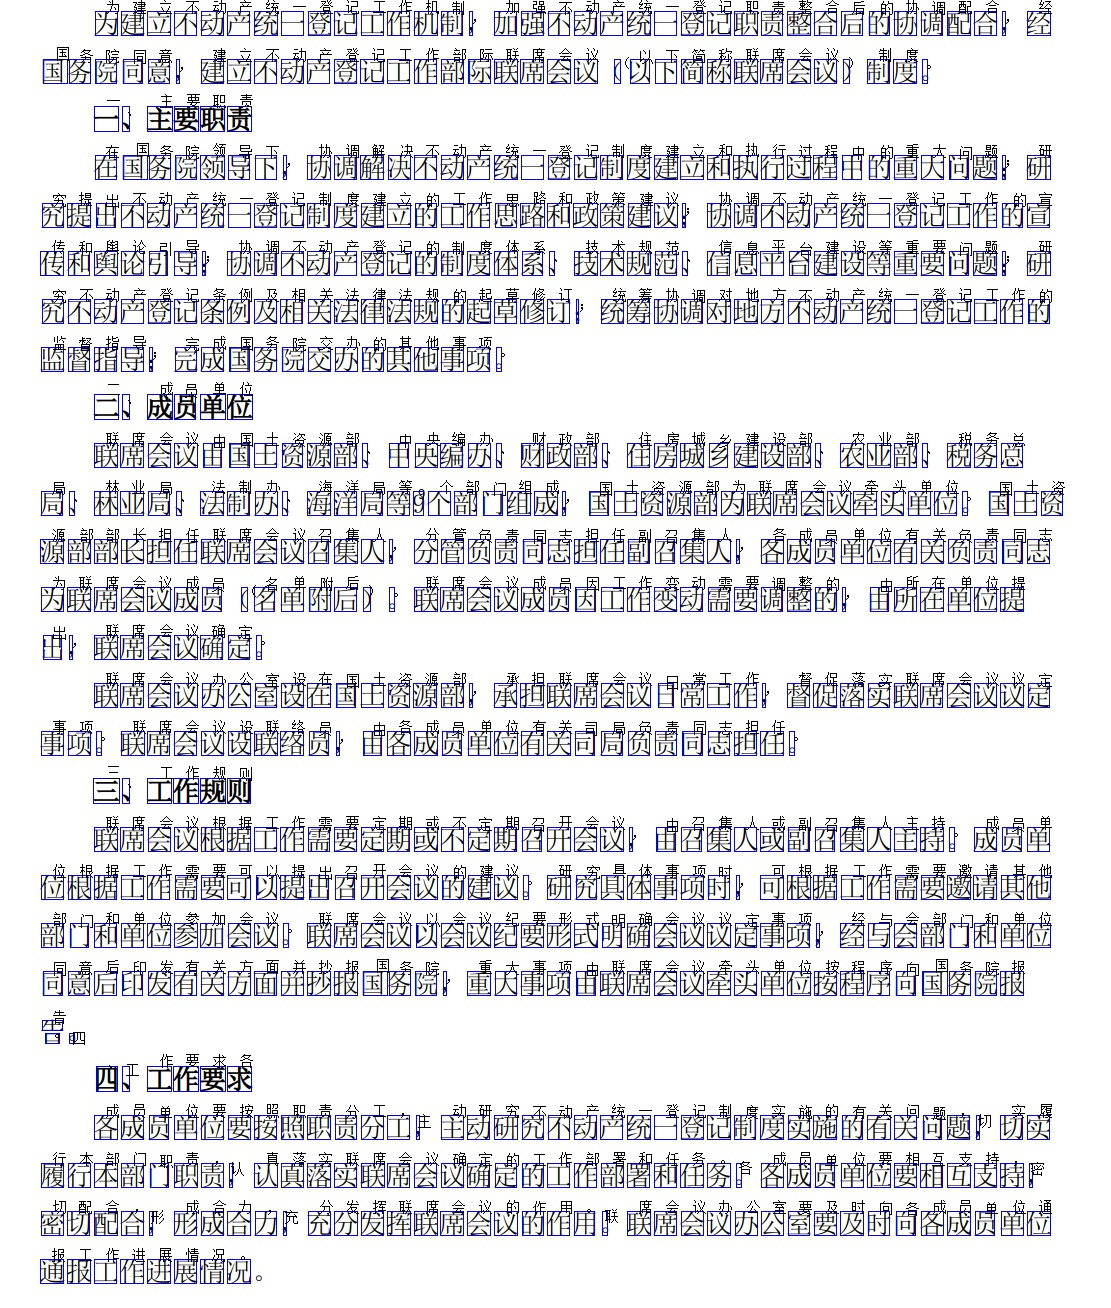 为建立不动产统一登记工作机制，加强不动产统一登记职责整合后的协调配合，经
国务院同意，建立不动产登记工作部际联席会议（以下简称联席会议）制度。
一、主要职责
在国务院领导下，协调解决不动产统一登记制度建立和执行过程中的重大问题，研
究提出不动产统一登记制度建立的工作思路和政策建议，协调不动产统一登记工作的宣
传和舆论引导，协调不动产登记的制度体系、技术规范、信息平台建设等重要问题，研
究不动产登记条例及相关法律法规的起草修订，统筹协调对地方不动产统一登记工作的
监督指导，完成国务院交办的其他事项。
二、成员单位
联席会议由国土资源部、中央编办、财政部、住房城乡建设部、农业部、税务总
局、林业局、法制办、海洋局等9个部门组成，国土资源部为联席会议牵头单位。国土资
源部部长担任联席会议召集人，分管负责同志担任副召集人，各成员单位有关负责同志
为联席会议成员（名单附后）。联席会议成员因工作变动需要调整的，由所在单位提
出，联席会议确定。
联席会议办公室设在国土资源部，承担联席会议日常工作，督促落实联席会议议定
事项。联席会议设联络员，由各成员单位有关司局负责同志担任。
三、工作规则
联席会议根据工作需要定期或不定期召开会议，由召集人或副召集人主持。成员单
位根据工作需要可以提出召开会议的建议。研究具体事项时，可根据工作需要邀请其他
部门和单位参加会议。联席会议以会议纪要形式明确会议议定事项，经与会部门和单位
同意后印发有关方面并抄报国务院，重大事项由联席会议牵头单位按程序向国务院报
告。
四、工作要求
各成员单位要按照职责分工，主动研究不动产统一登记制度实施的有关问题，切实
履行本部门职责，认真落实联席会议确定的工作部署和任务。各成员单位要相互支持，
密切配合，形成合力，充分发挥联席会议的作用。联席会议办公室要及时向各成员单位
通报工作进展情况。